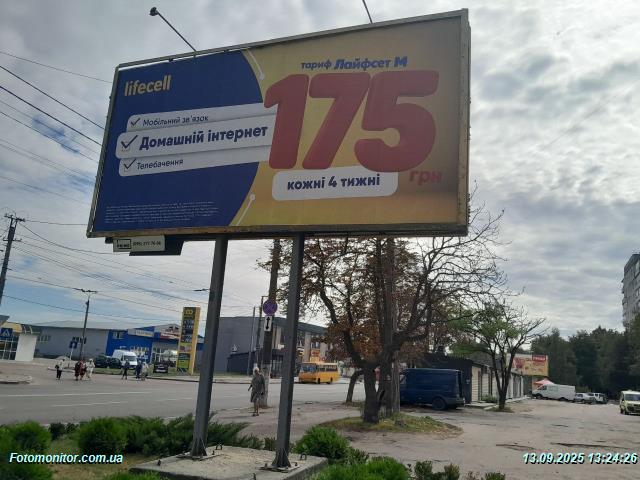 lifecell
тариф Лайфсет М
175
грн
кожні 4 тижні
Мобільний зв'язок
Домашній інтернет
Телебачення
Fotomonitor.com.ua
13.09.2025 13:24:26